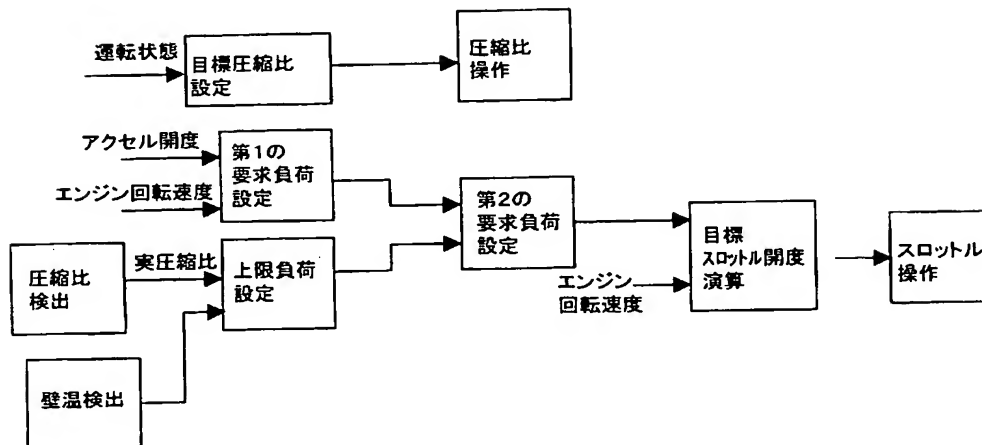 運転状態
目標圧縮比
設定
圧縮比
操作
アクセル開度
エンジン回転速度
第1の
要求負荷
設定
第2の
要求負荷
設定
圧縮比
検出
実圧縮比
上限負荷
設定
壁温検出
エンジン
回転速度
目標
スロットル開度
演算
スロットル
操作